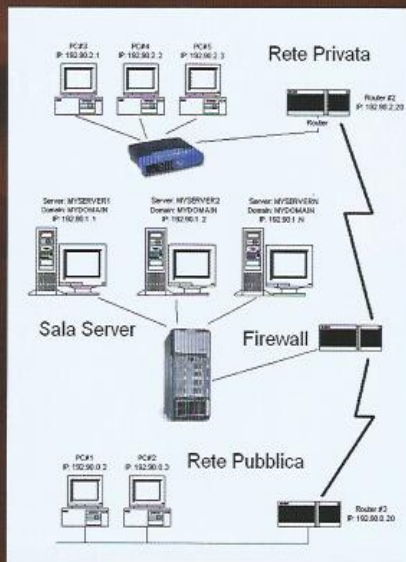 PC#3
IP: 192.90.2.1
PC#4
IP: 192.90.2.2
PC#5
IP: 192.90.2.3
Rete Privata
Router #2
IP: 192.90.2.20
Router
Server: MYSERVER1
Domain: MYDOMAIN
IP: 192.90.1.1
Server: MYSERVER2
Domain: MYDOMAIN
IP: 192.90.1.2
Server: MYSERVERN
Domain: MYDOMAIN
IP: 192.90.1.N
Sala Server
Firewall
PC#1
IP: 192.90.0.2
PC#2
IP: 192.90.0.3
Rete Pubblica
Router #3
IP: 192.90.0.20